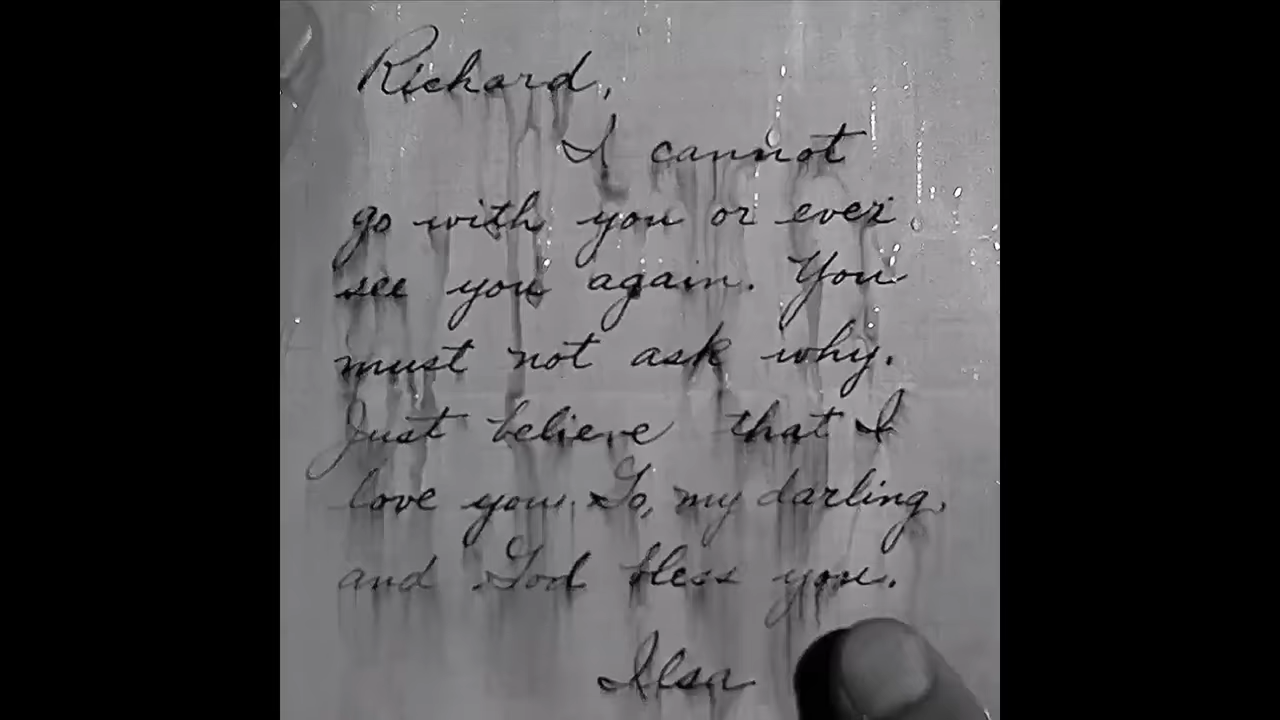 Richard,
I cannot
go with you or ever
see you again. You
must not ask why.
Just believe that I
love you. Go, my darling,
and God bless you.
Ilsa